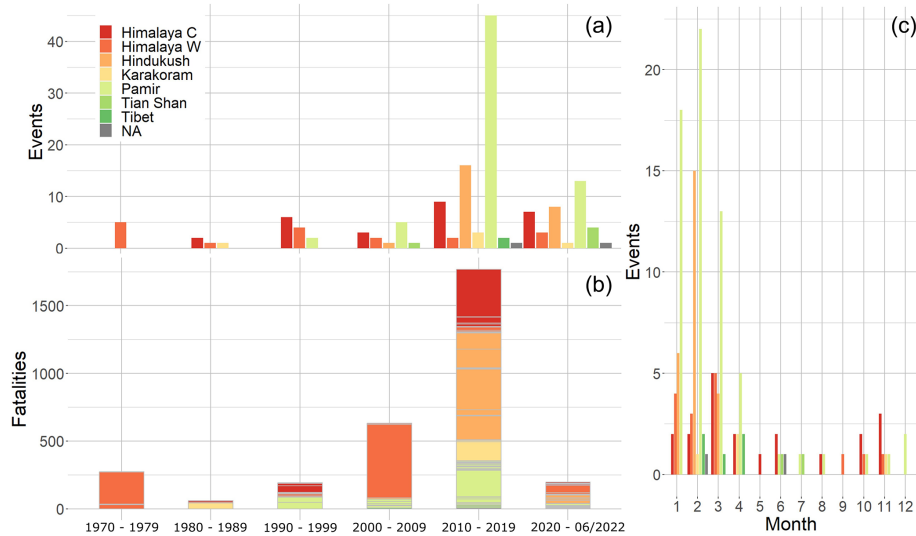 (a)
Events
40
30
20
10
0
Himalaya C
Himalaya W
Hindukush
Karakoram
Pamir
Tian Shan
Tibet
NA
(b)
Fatalities
1500
1000
500
0
1970 - 1979
1980 - 1989
1990 - 1999
2000 - 2009
2010 - 2019
2020 - 06/2022
(c)
Events
20
15
10
5
0
1 2 3 4 5 6 7 8 9 10 11 12
Month